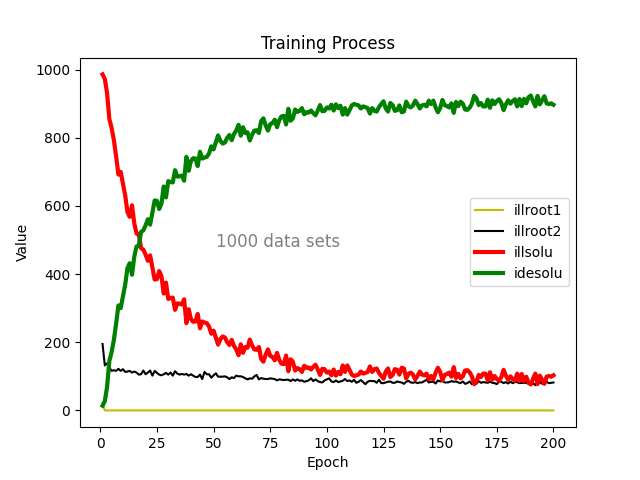 Training Process
1000
800
600
400
200
0
Value
1000 data sets
illroot1
illroot2
illsolu
idesolu
0 25 50 75 100 125 150 175 200
Epoch